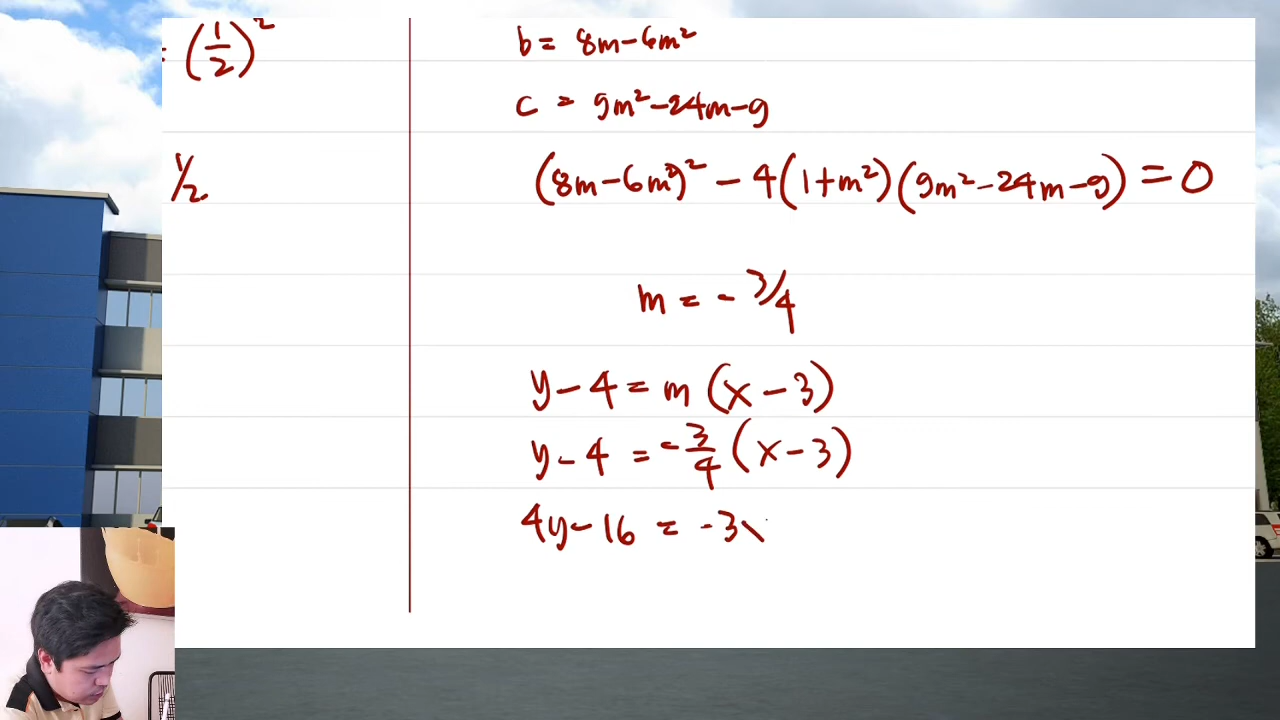 = (1/2)²
1/2
b = 8m-6m²
c = 9m²-24m-9
(8m-6m²)² - 4(1+m²)(9m²-24m-9) = 0
m = - 3/4
y-4 = m (x-3)
y-4 = -3/4 (x-3)
4y-16 = -3